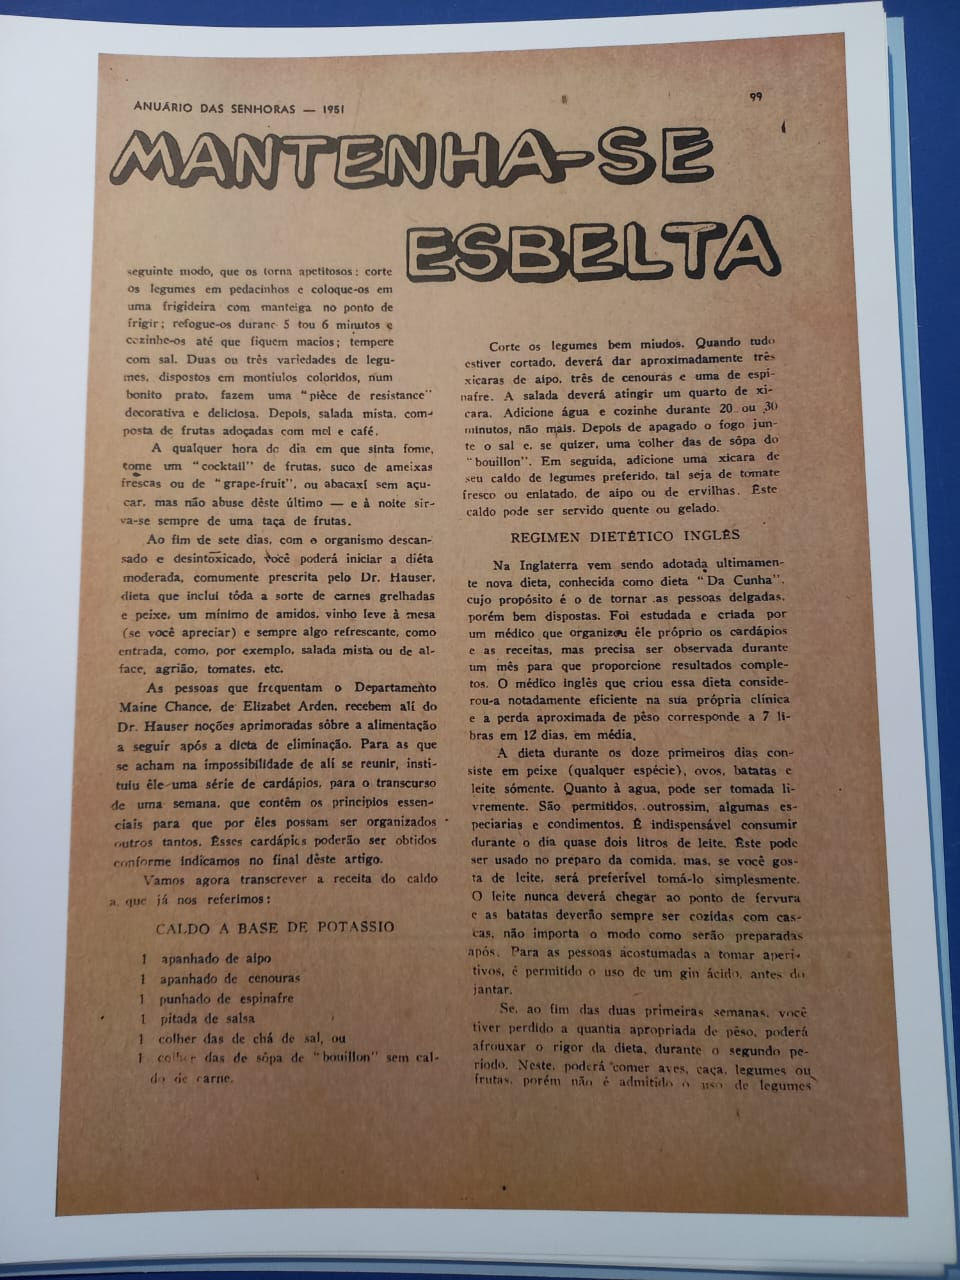 ANUÁRIO DAS SENHORAS — 1951
99
MANTENHA-SE
ESBELTA
seguinte modo, que os torna apetitosos: corte
os legumes em pedacinhos e coloque-os em
uma frigideira com manteiga no ponto de
frigir; refogue-os duranc 5 tou 6 minutos e
cozinhe-os até que fiquem macios; tempere
com sal. Duas ou três variedades de legu-
mes, dispostos em montiulos coloridos, num
bonito prato, fazem uma "pièce de resistance"
decorativa e deliciosa. Depois, salada mista, com-
posta de frutas adoçadas com mel e café.
A qualquer hora do dia em que sinta fome,
tome um "cocktail" de frutas, suco de ameixas
frescas ou de "grape-fruit", ou abacaxí sem açu-
car, mas não abuse dêste último — e à noite sir-
va-se sempre de uma taça de frutas.
Ao fim de sete dias, com o organismo descan-
sado e desintoxicado, você poderá iniciar a diéta
moderada, comumente prescrita pelo Dr. Hauser,
dieta que inclui tôda a sorte de carnes grelhadas
e peixe, um mínimo de amidos, vinho leve à mesa
(se você apreciar) e sempre algo refrescante, como
entrada, como, por exemplo, salada mista ou de al-
face, agrião, tomates, etc.
As pessoas que frequentam o Departamento
Maine Chance, de Elizabet Arden, recebem alí do
Dr. Hauser noções aprimoradas sôbre a alimentação
a seguir após a dieta de eliminação. Para as que
se acham na impossibilidade de alí se reunir, insti-
tuiu êle uma série de cardápios, para o transcurso
de uma semana, que contêm os principios essen-
ciais para que por êles possam ser organizados
outros tantos. Êsses cardápios poderão ser obtidos
conforme indicamos no final dêste artigo.
Vamos agora transcrever a receita do caldo
a que já nos referimos:
CALDO A BASE DE POTASSIO
1 apanhado de aipo
1 apanhado de cenouras
1 punhado de espinafre
1 pitada de salsa
1 colher das de chá de sal, ou
1 colher das de sôpa de "bouillon" sem cal-
do de carne.
Corte os legumes bem miudos. Quando tudo
estiver cortado, deverá dar aproximadamente três
xicaras de aipo, três de cenouras e uma de espi-
nafre. A salada deverá atingir um quarto de xi-
cara. Adicione água e cozinhe durante 20 ou 30
minutos, não mais. Depois de apagado o fogo jun-
te o sal e, se quizer, uma colher das de sôpa do
"bouillon". Em seguida, adicione uma xicara de
seu caldo de legumes preferido, tal seja de tomate
fresco ou enlatado, de aipo ou de ervilhas. Êste
caldo pode ser servido quente ou gelado.
REGIMEN DIETÉTICO INGLÊS
Na Inglaterra vem sendo adotada ultimamen-
te nova dieta, conhecida como dieta "Da Cunha",
cujo propósito é o de tornar as pessoas delgadas,
porém bem dispostas. Foi estudada e criada por
um médico que organizou êle próprio os cardápios
e as receitas, mas precisa ser observada durante
um mês para que proporcione resultados comple-
tos. O médico inglês que criou essa dieta conside-
rou-a notadamente eficiente na sua própria clínica
e a perda aproximada de pêso corresponde a 7 li-
bras em 12 dias, em média.
A dieta durante os doze primeiros dias con-
siste em peixe (qualquer espécie), ovos, batatas e
leite sómente. Quanto à agua, pode ser tomada li-
vremente. São permitidos, outrossim, algumas es-
peciarias e condimentos. É indispensável consumir
durante o dia quase dois litros de leite. Êste pode
ser usado no preparo da comida, mas, se você gos-
ta de leite, será preferível tomá-lo simplesmente.
O leite nunca deverá chegar ao ponto de fervura
e as batatas deverão sempre ser cozidas com cas-
cas, não importa o modo como serão preparadas
após. Para as pessoas acostumadas a tomar aperi-
tivos, é permitido o uso de um gin ácido, antes do
jantar.
Se, ao fim das duas primeiras semanas, você
tiver perdido a quantia apropriada de pêso, poderá
afrouxar o rigor da dieta, durante o segundo pe-
ríodo. Neste, poderá comer aves, caça, legumes ou
frutas, porém não é admitido o uso de legumes